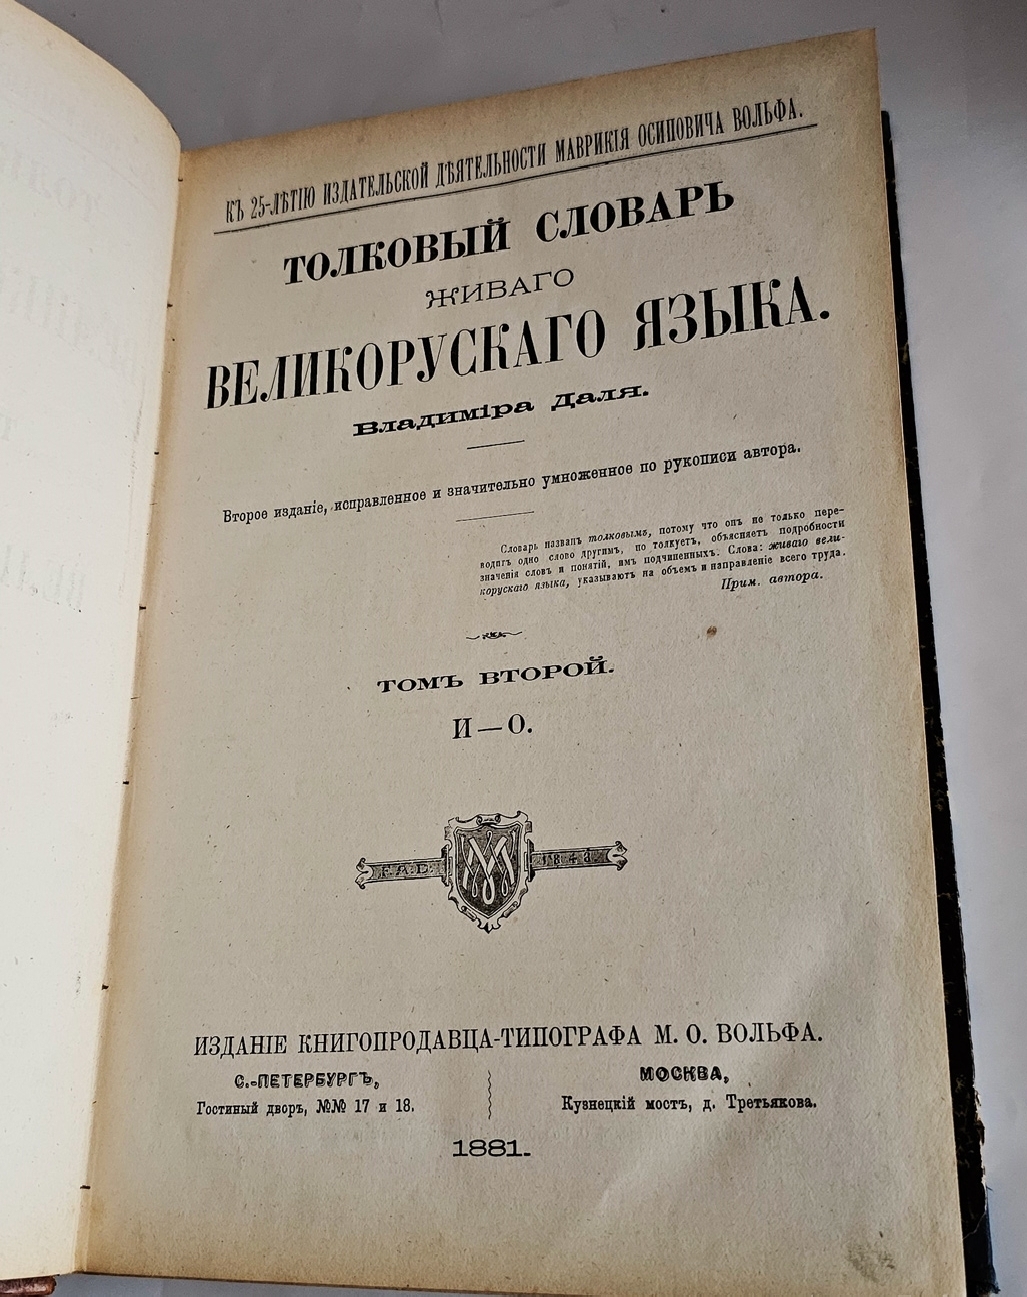 КЪ 25-ЛѢТІЮ ИЗДАТЕЛЬСКОЙ ДѢЯТЕЛЬНОСТИ МАВРИКІЯ ОСИПОВИЧА ВОЛЬФА.
ТОЛКОВЫЙ СЛОВАРЬ
ЖИВАГО
ВЕЛИКОРУСКАГО ЯЗЫКА.
Владиміра Даля.
Второе изданіе, исправленное и значительно умноженное по рукописи автора.
Словарь названъ толковымъ, потому что онъ не только пере-
водитъ одно слово другимъ, но толкуетъ, объясняетъ подробности
значенія словъ и понятій, имъ подчиненныхъ. Слова: живаго вели-
корускаго языка, указываютъ на объемъ и направленіе всего труда.
Прим. автора.
ТОМЪ ВТОРОЙ.
И—О.
1843
ИЗДАНІЕ КНИГОПРОДАВЦА-ТИПОГРАФА М. О. ВОЛЬФА.
С.-ПЕТЕРБУРГЪ, МОСКВА,
Гостиный дворъ, №№ 17 и 18. Кузнецкій мостъ, д. Третьякова.
1881.